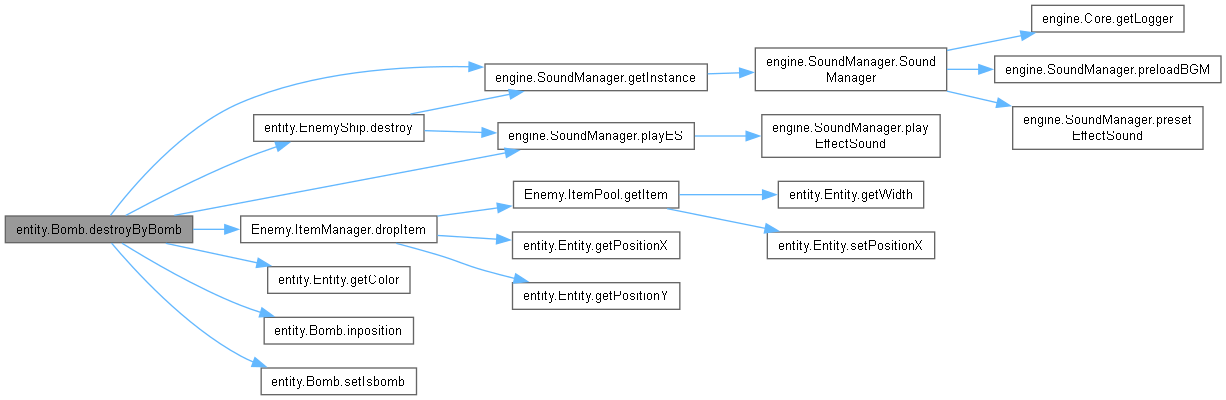 engine.Core.getLogger
engine.SoundManager.Sound
Manager
engine.SoundManager.getInstance
engine.SoundManager.preloadBGM
engine.SoundManager.preset
EffectSound
entity.EnemyShip.destroy
engine.SoundManager.playES
engine.SoundManager.play
EffectSound
Enemy.ItemPool.getItem
entity.Entity.getWidth
entity.Bomb.destroyByBomb
Enemy.ItemManager.dropItem
entity.Entity.getPositionX
entity.Entity.setPositionX
entity.Entity.getColor
entity.Entity.getPositionY
entity.Bomb.inposition
entity.Bomb.setIsbomb